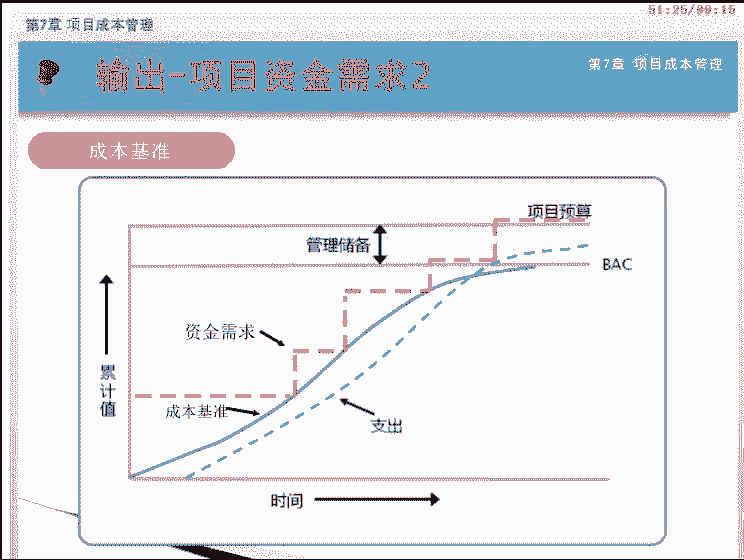 51:25/99:15
第7章 项目成本管理
输出-项目资金需求2
第7章 项目成本管理
成本基准
项目预算
管理储备
BAC
资金需求
累计值
成本基准
支出
时间